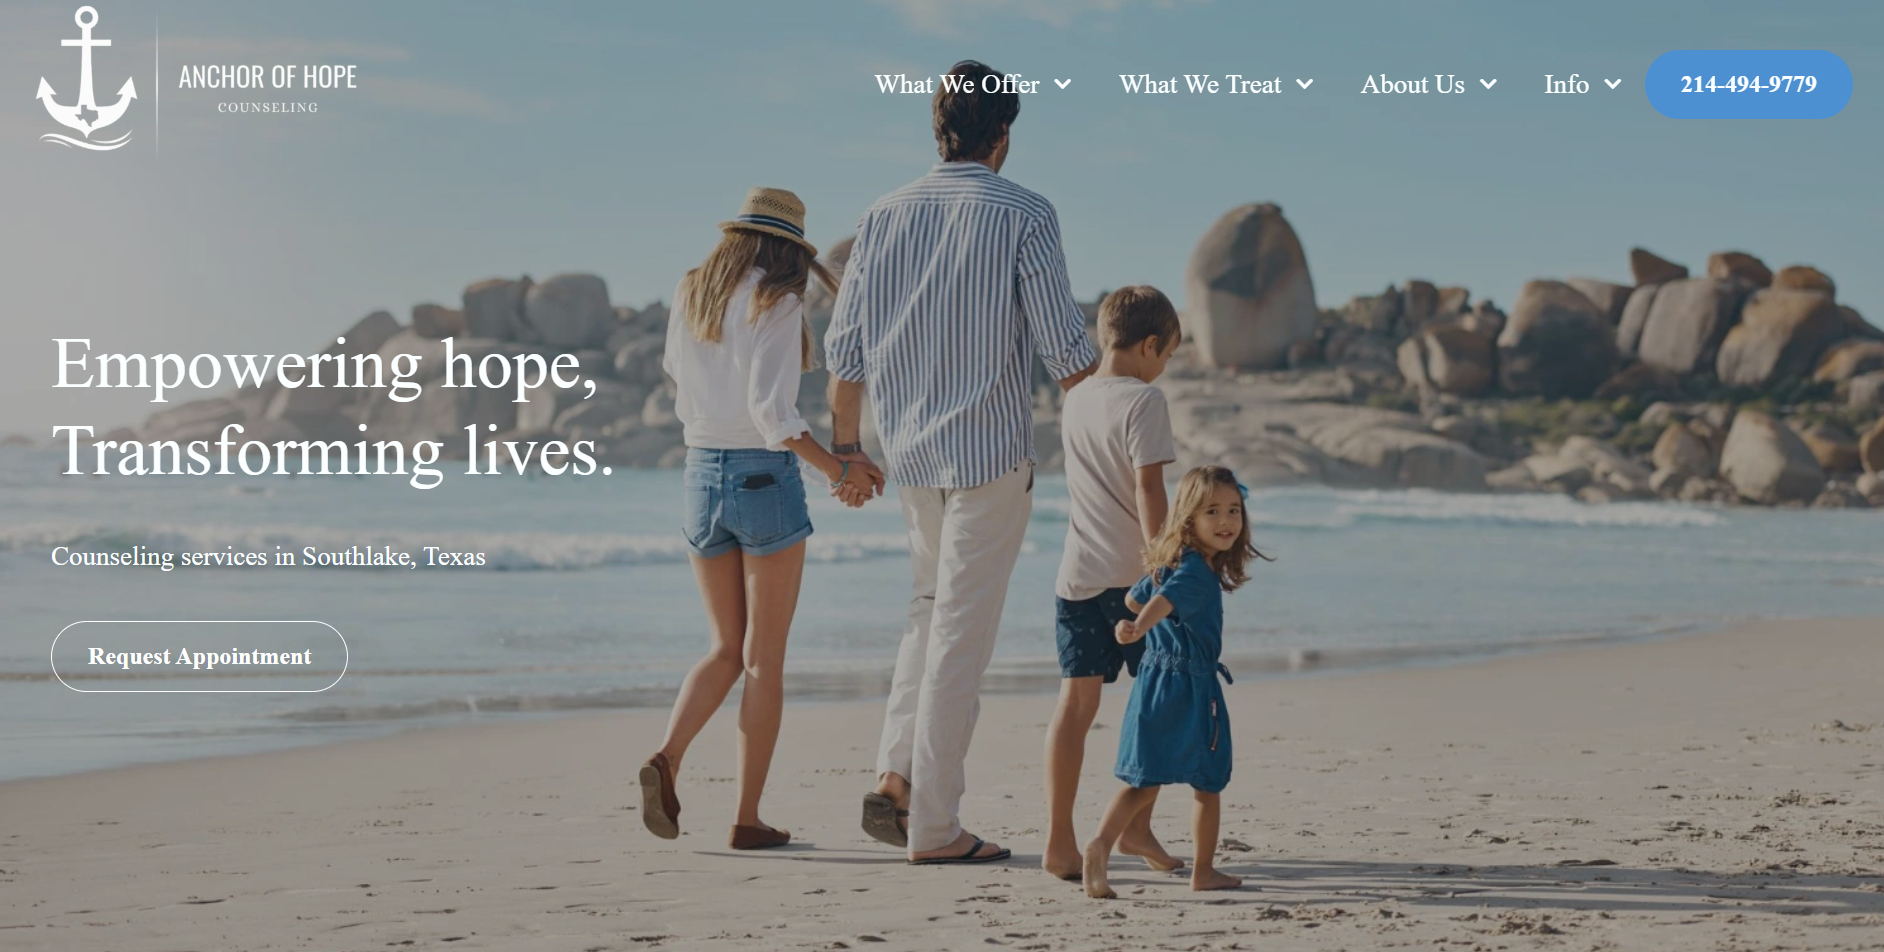 ANCHOR OF HOPE
COUNSELING
What We Offer
What We Treat
About Us
Info
214-494-9779
Empowering hope,
Transforming lives.
Counseling services in Southlake, Texas
Request Appointment